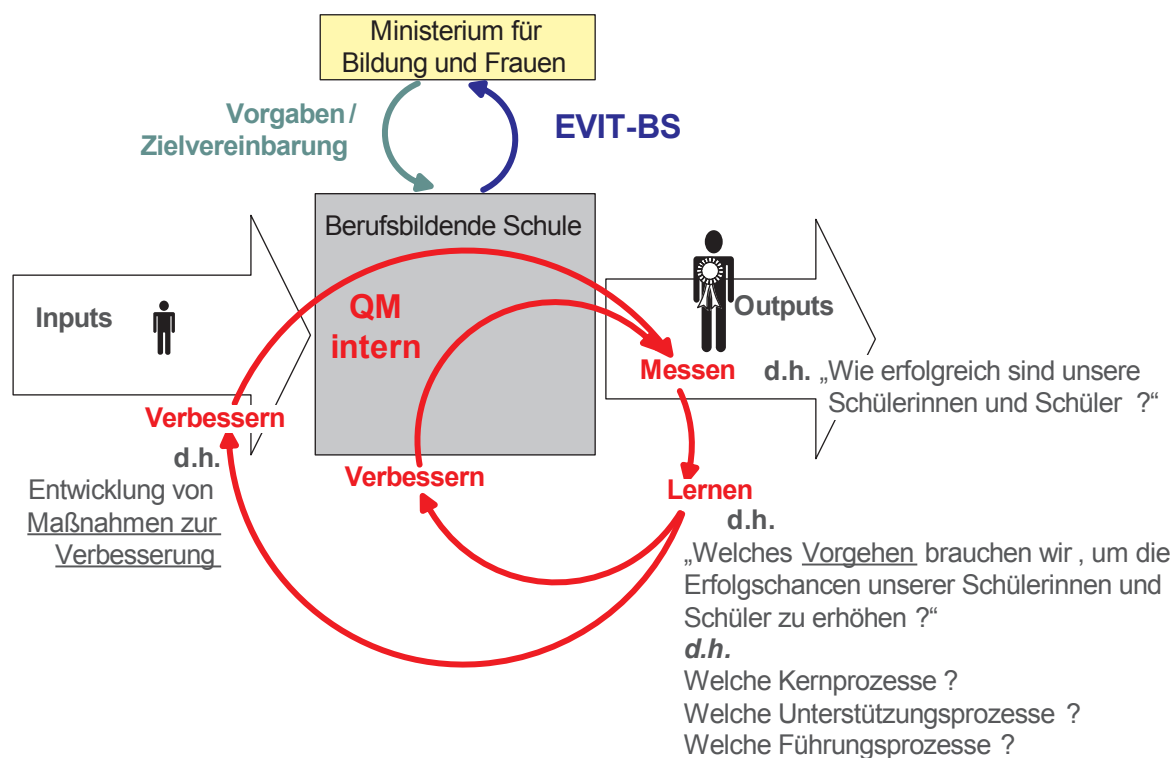 Ministerium für
Bildung und Frauen
Vorgaben/
Zielvereinbarung
EVIT-BS
Berufsbildende Schule
Inputs
QM
intern
Outputs
Messen
d.h. „Wie erfolgreich sind unsere
Schülerinnen und Schüler ?“
Verbessern
d.h.
Entwicklung von
Maßnahmen zur
Verbesserung
Verbessern
Lernen
d.h.
„Welches Vorgehen brauchen wir , um die
Erfolgschancen unserer Schülerinnen und
Schüler zu erhöhen ?“
d.h.
Welche Kernprozesse ?
Welche Unterstützungsprozesse ?
Welche Führungsprozesse ?